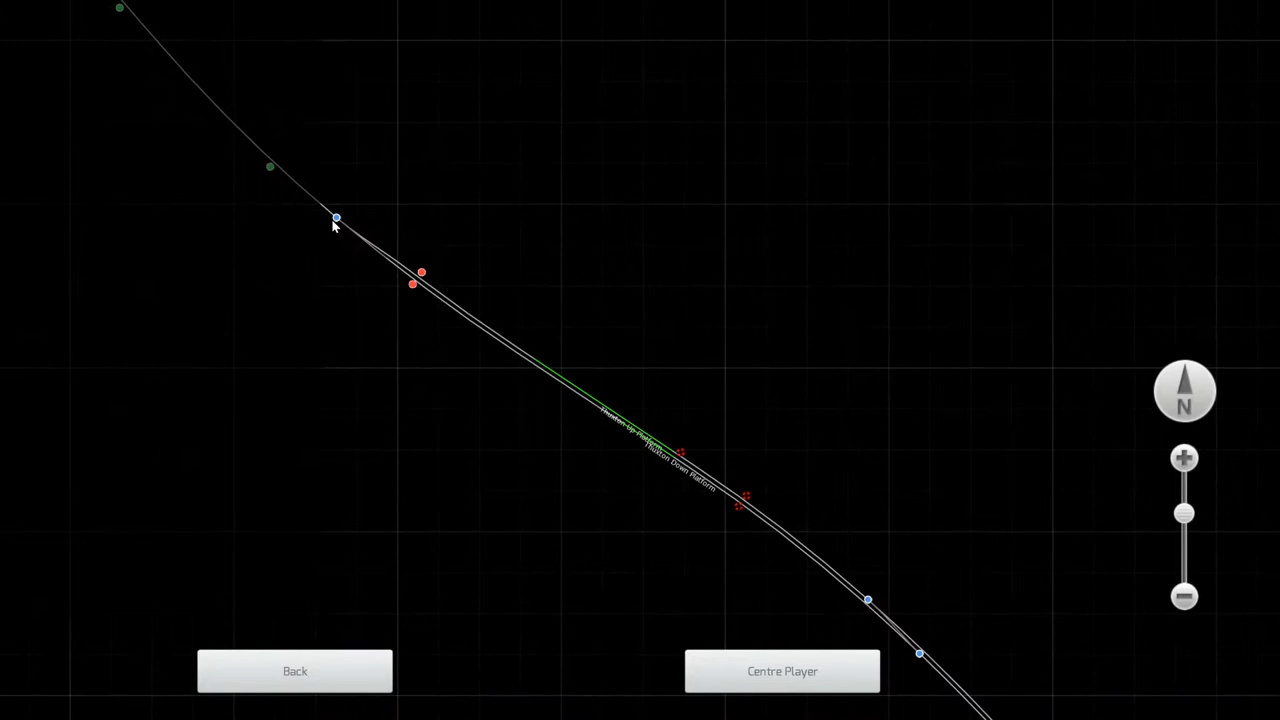 N
Thuxton Up Platform
Thuxton Down Platform
Back
Centre Player